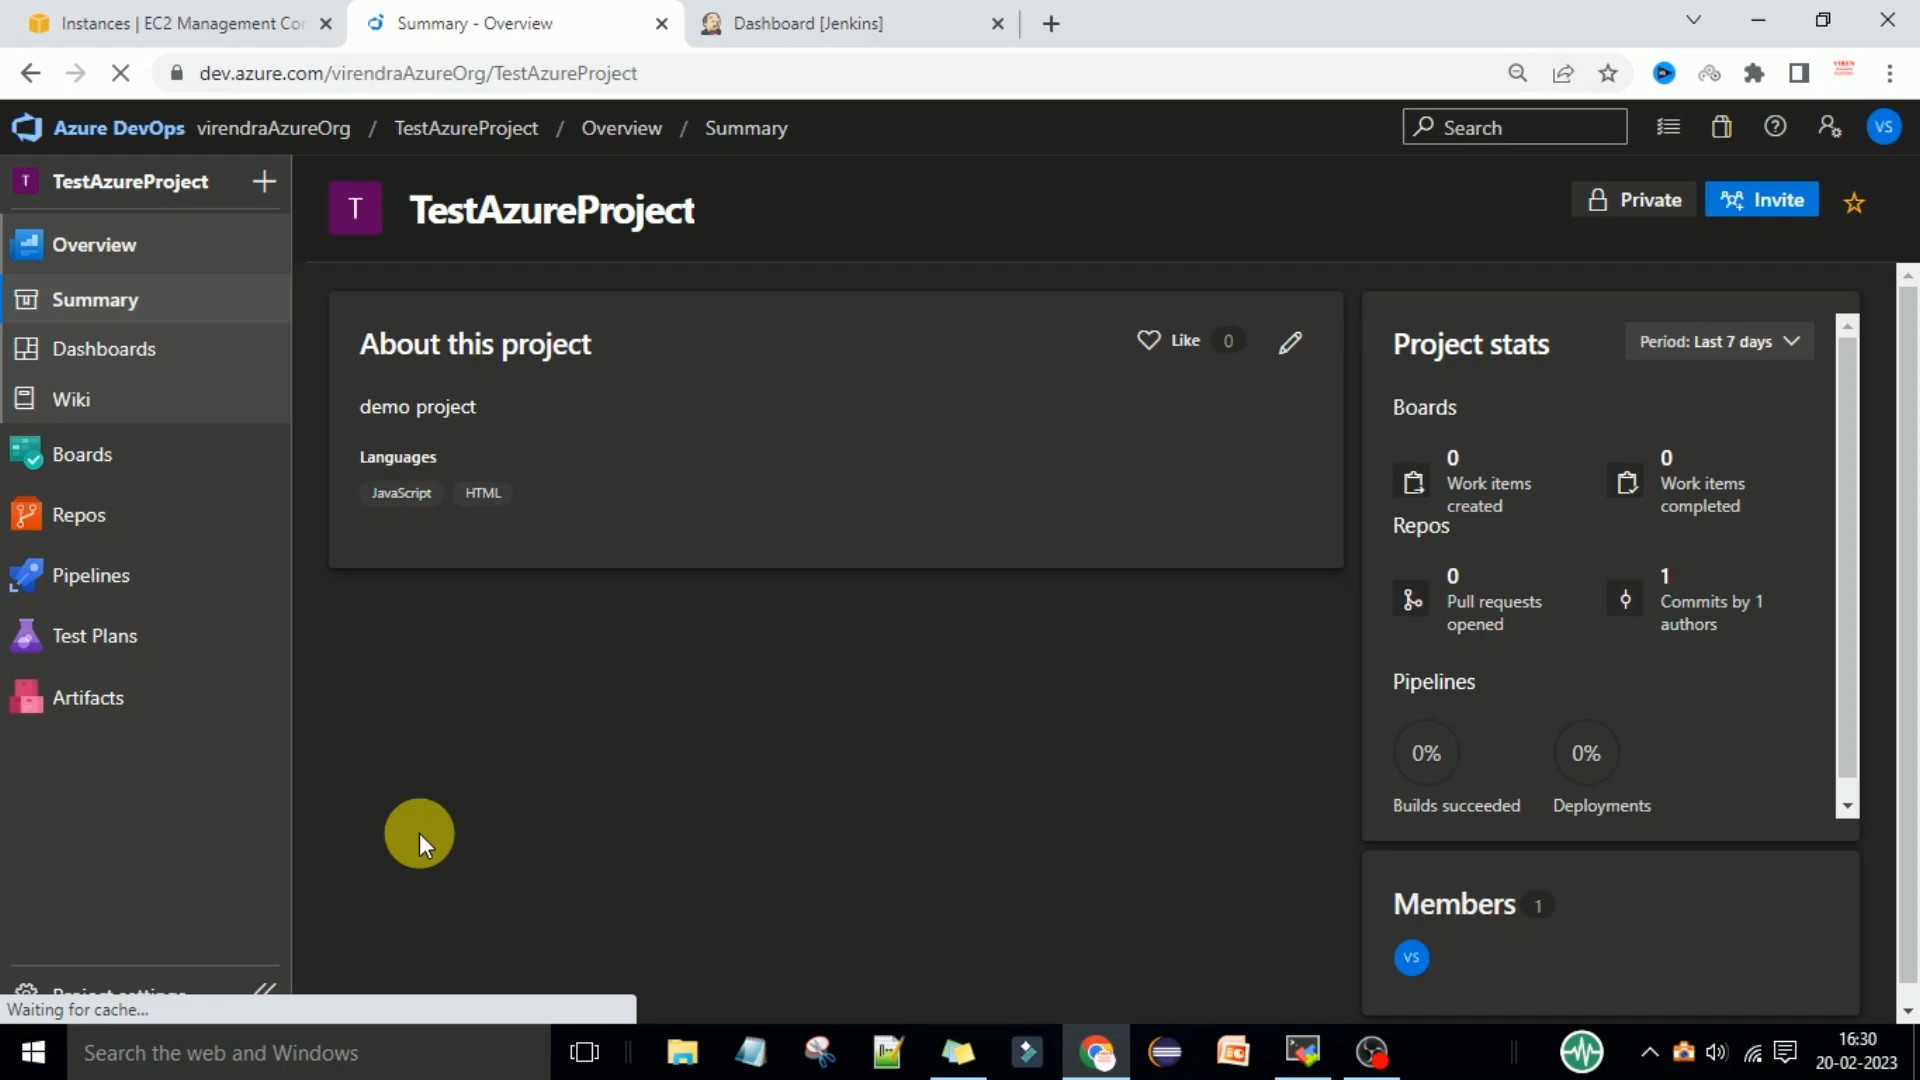 Instances | EC2 Management Con
Summary - Overview
Dashboard [Jenkins]
dev.azure.com/virendraAzureOrg/TestAzureProject
VIREN
Azure DevOps virendraAzureOrg / TestAzureProject / Overview / Summary
Search
VS
T TestAzureProject
Overview
Summary
Dashboards
Wiki
Boards
Repos
Pipelines
Test Plans
Artifacts
Project settings
Waiting for cache...
T TestAzureProject
Private
Invite
About this project
Like 0
demo project
Languages
JavaScript HTML
Project stats
Period: Last 7 days
Boards
0
Work items
created
0
Work items
completed
Repos
0
Pull requests
opened
1
Commits by 1
authors
Pipelines
0%
Builds succeeded
0%
Deployments
Members 1
VS
Search the web and Windows
16:30
20-02-2023